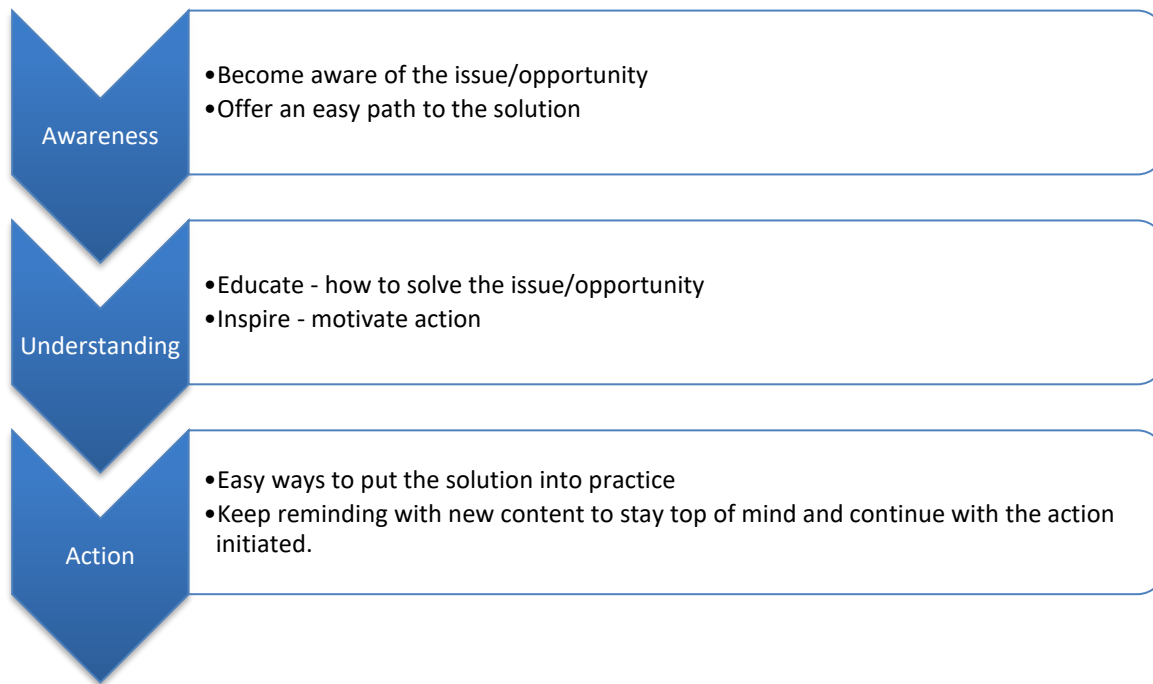 Awareness
•Become aware of the issue/opportunity
•Offer an easy path to the solution
Understanding
•Educate - how to solve the issue/opportunity
•Inspire - motivate action
Action
•Easy ways to put the solution into practice
•Keep reminding with new content to stay top of mind and continue with the action
initiated.